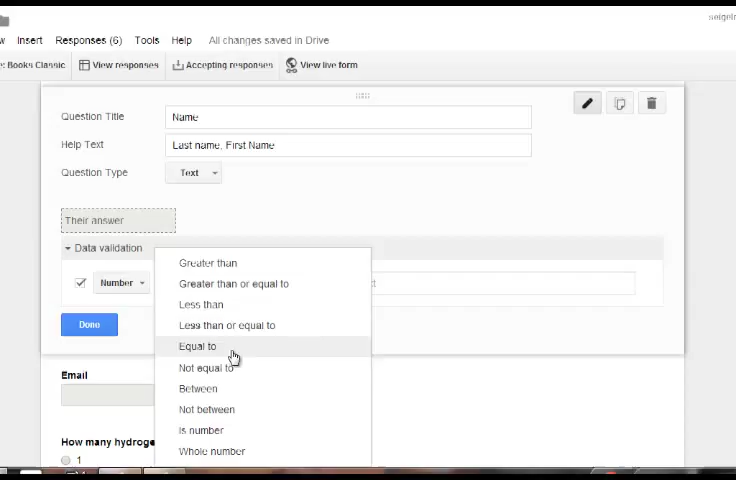 seigel
w Insert Responses (6) Tools Help All changes saved in Drive
e: Books Classic View responses Accepting responses View live form
Question Title Name
Help Text Last name, First Name
Question Type Text
Their answer
Data validation
Number
Greater than
Greater than or equal to
Less than
Less than or equal to
Equal to
Not equal to
Between
Not between
Is number
Whole number
Done
Email
How many hydroge
1